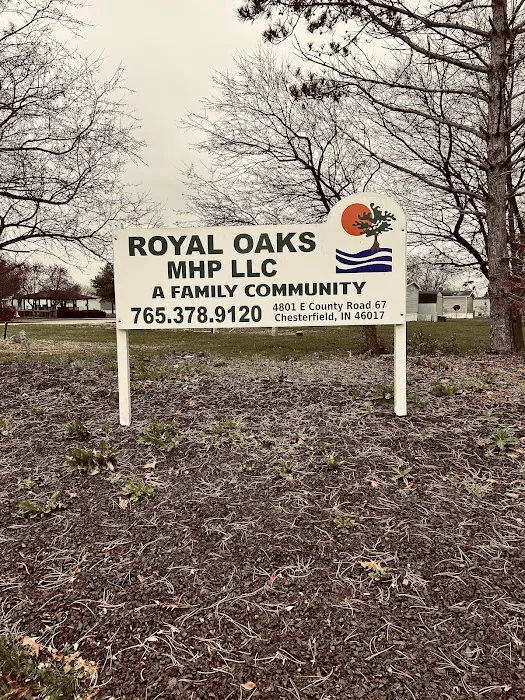 ROYAL OAKS
MHP LLC
A FAMILY COMMUNITY
765.378.9120
4801 E County Road 67
Chesterfield, IN 46017